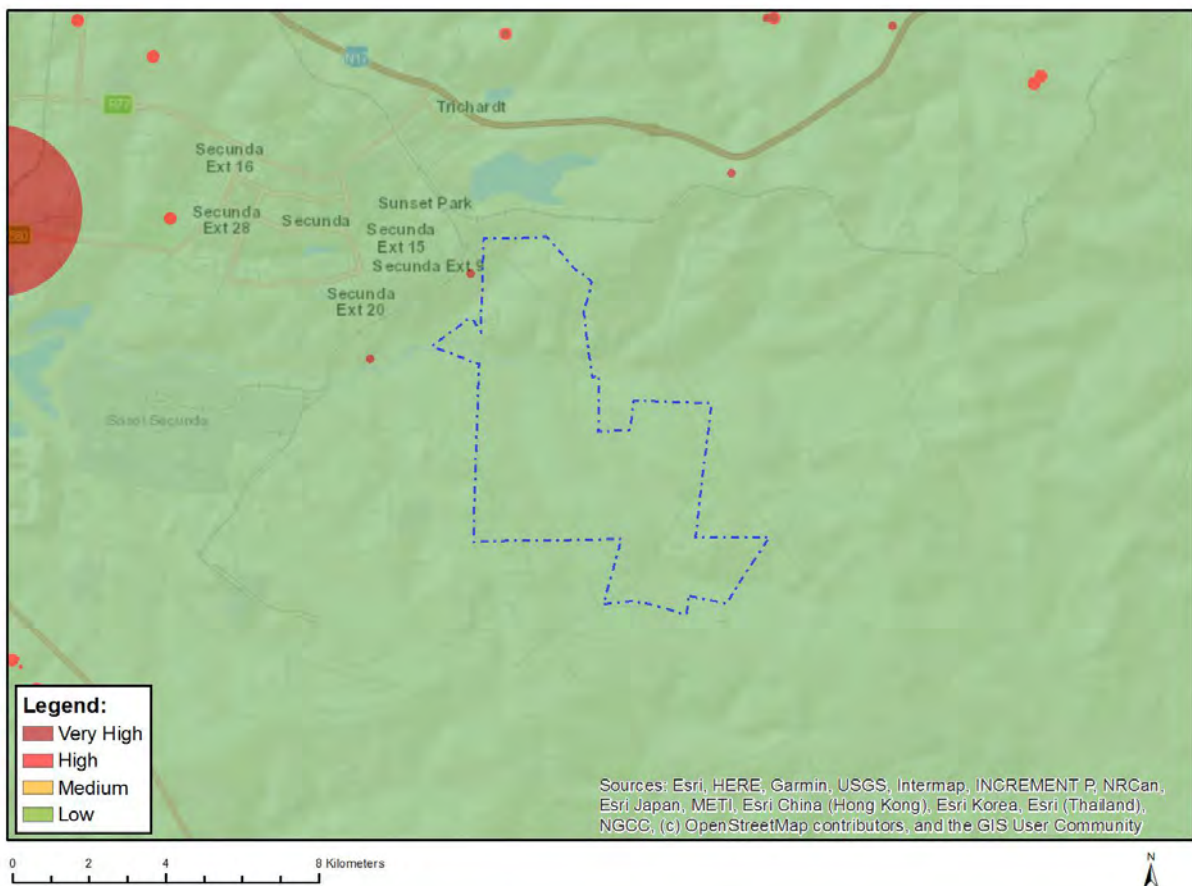 N17
Trichardt
R77
Secunda
Ext 16
Sunset Park
Secunda
Ext 28
Secunda
Secunda
Ext 15
Secunda Ext 9
Secunda
Ext 20
Sasol Secunda
Legend:
Very High
High
Medium
Low
Sources: Esri, HERE, Garmin, USGS, Intermap, INCREMENT P, NRCan,
Esri Japan, METI, Esri China (Hong Kong), Esri Korea, Esri (Thailand),
NGCC, (c) OpenStreetMap contributors, and the GIS User Community
0 2 4 8 Kilometers
N